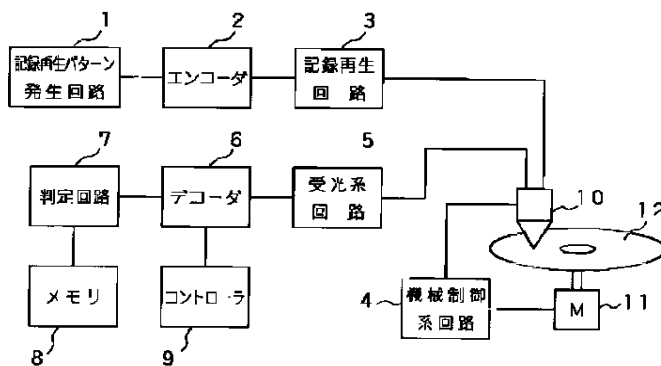 1
2
3
記録再生パターン
発生回路
エンコーダ
記録再生
回路
7
6
5
判定回路
デコーダ
受光系
回路
10
12
メモリ
コントローラ
4
機械制御
系回路
M
11
8
9